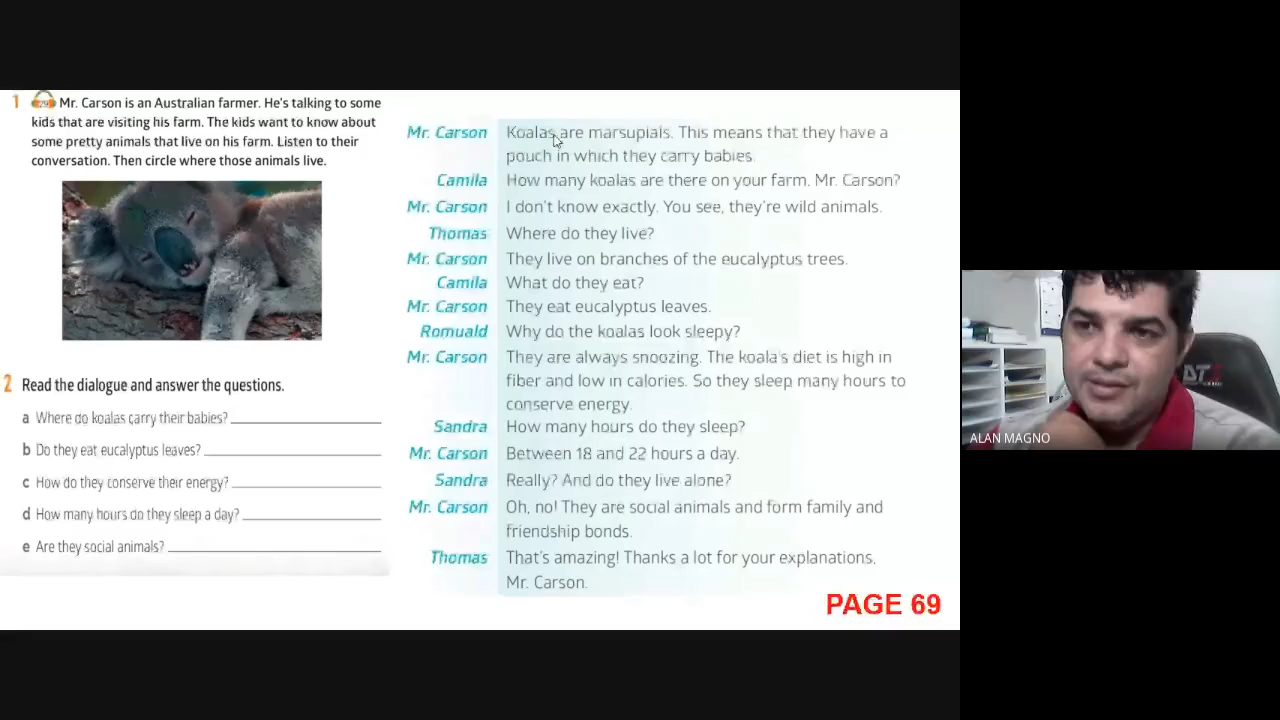 1 Mr. Carson is an Australian farmer. He's talking to some
kids that are visiting his farm. The kids want to know about
some pretty animals that live on his farm. Listen to their
conversation. Then circle where those animals live.
2 Read the dialogue and answer the questions.
a Where do koalas carry their babies?
b Do they eat eucalyptus leaves?
c How do they conserve their energy?
d How many hours do they sleep a day?
e Are they social animals?
Mr. Carson Koalas are marsupials. This means that they have a
pouch in which they carry babies.
Camila How many koalas are there on your farm, Mr. Carson?
Mr. Carson I don't know exactly. You see, they're wild animals.
Thomas Where do they live?
Mr. Carson They live on branches of the eucalyptus trees.
Camila What do they eat?
Mr. Carson They eat eucalyptus leaves.
Romuald Why do the koalas look sleepy?
Mr. Carson They are always snoozing. The koala's diet is high in
fiber and low in calories. So they sleep many hours to
conserve energy.
Sandra How many hours do they sleep?
Mr. Carson Between 18 and 22 hours a day.
Sandra Really? And do they live alone?
Mr. Carson Oh, no! They are social animals and form family and
friendship bonds.
Thomas That's amazing! Thanks a lot for your explanations,
Mr. Carson.
PAGE 69
ALAN MAGNO